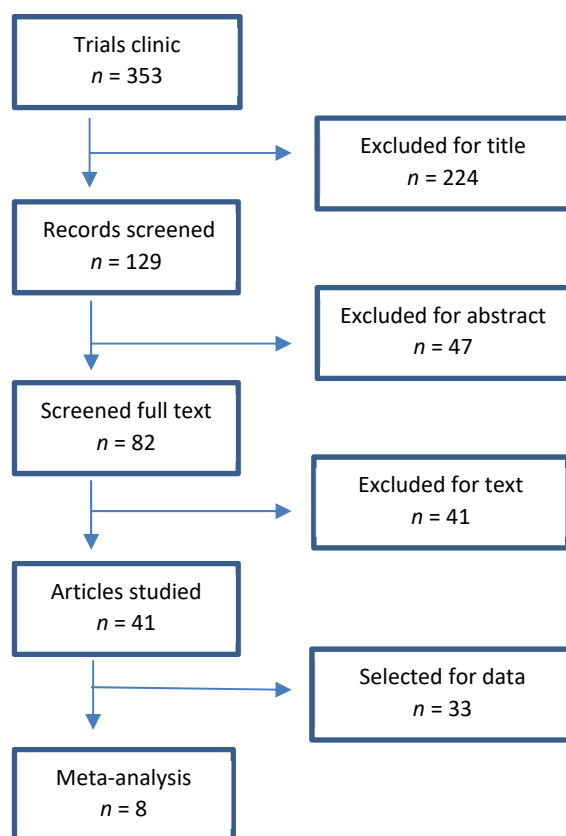 Trials clinic
n = 353
Excluded for title
n = 224
Records screened
n = 129
Excluded for abstract
n = 47
Screened full text
n = 82
Excluded for text
n = 41
Articles studied
n = 41
Selected for data
n = 33
Meta-analysis
n = 8